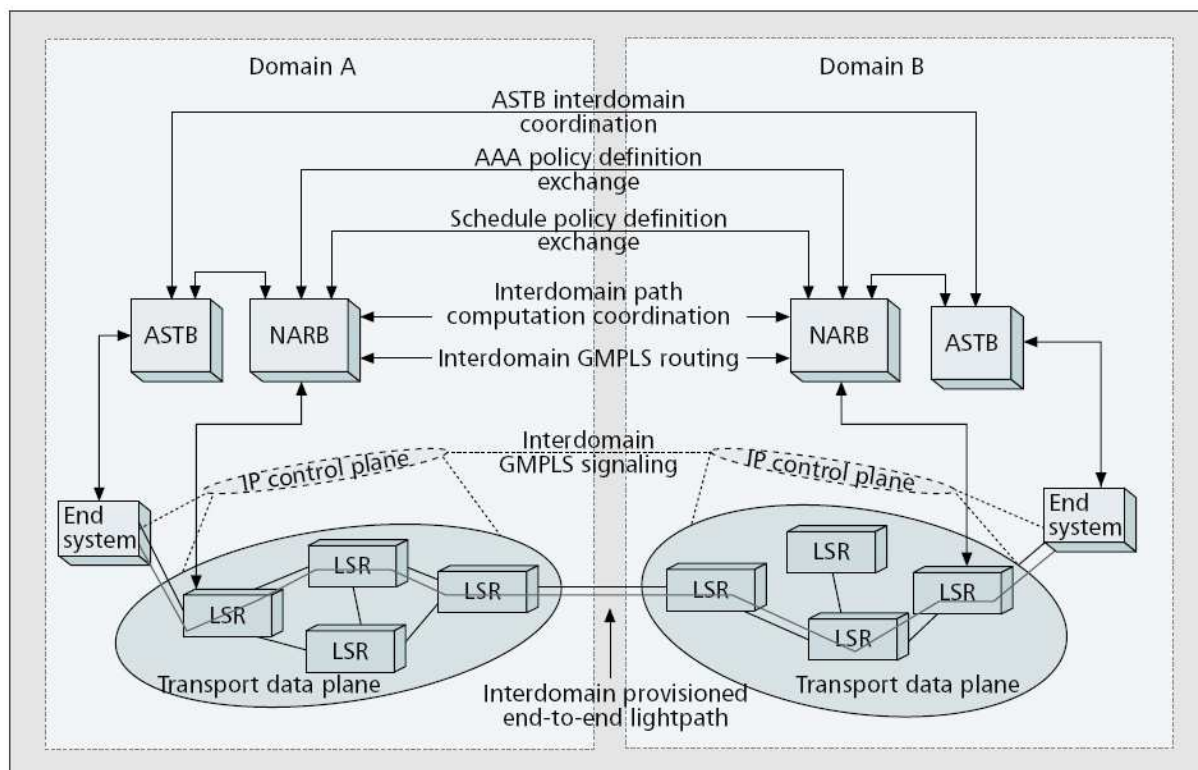 Domain A
Domain B
ASTB interdomain
coordination
AAA policy definition
exchange
Schedule policy definition
exchange
Interdomain path
computation coordination
Interdomain GMPLS routing
ASTB
NARB
NARB
ASTB
Interdomain
GMPLS signaling
IP control plane
IP control plane
End
system
End
system
LSR
LSR
LSR
LSR
LSR
LSR
LSR
LSR
Transport data plane
Transport data plane
Interdomain provisioned
end-to-end lightpath